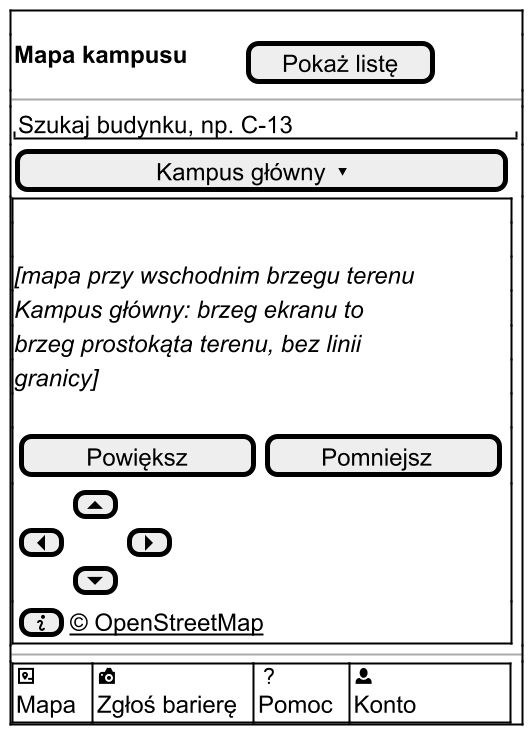 Mapa kampusu
Pokaż listę
Szukaj budynku, np. C-13
Kampus główny ▼
[mapa przy wschodnim brzegu terenu
Kampus główny: brzeg ekranu to
brzeg prostokąta terenu, bez linii
granicy]
Powiększ
Pomniejsz
i © OpenStreetMap
?
Mapa Zgłoś barierę Pomoc Konto